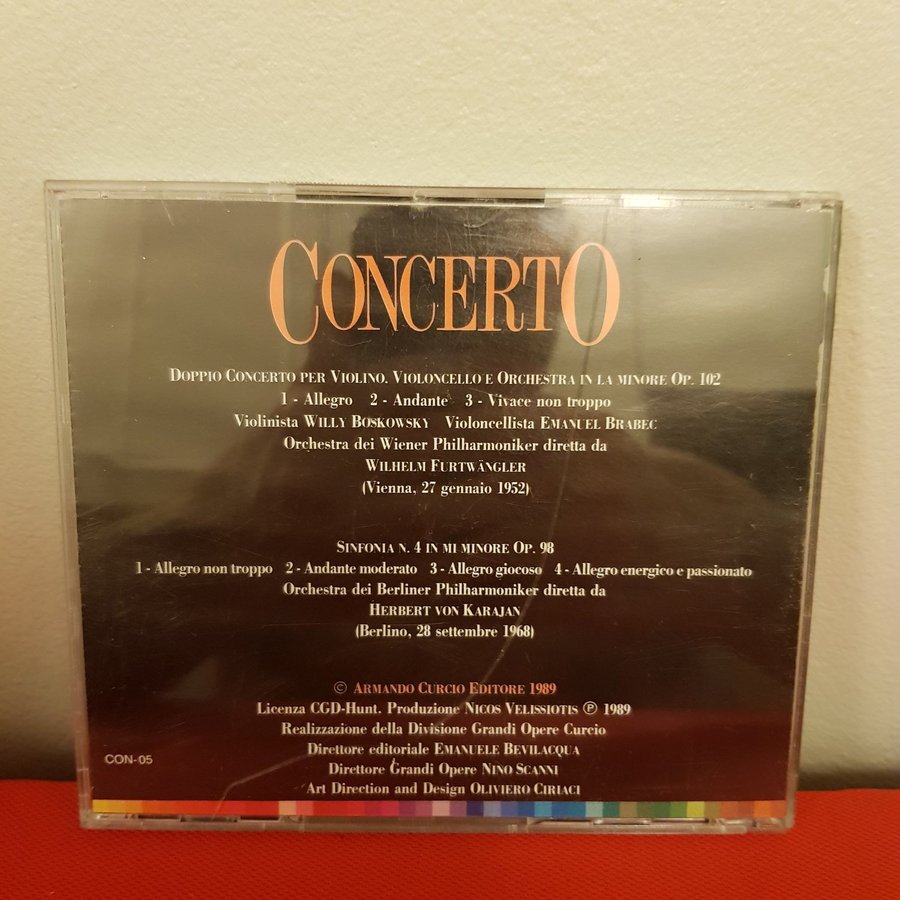 CONCERTO
DOPPIO CONCERTO PER VIOLINO. VIOLONCELLO E ORCHESTRA IN LA MINORE OP. 102
1 - Allegro 2 - Andante 3 - Vivace non troppo
Violinista WILLY BOSKOWSKY Violoncellista EMANUEL BRABEC
Orchestra dei Wiener Philharmoniker diretta da
WILHELM FURTWÄNGLER
(Vienna, 27 gennaio 1952)
SINFONIA N. 4 IN MI MINORE OP. 98
1 - Allegro non troppo 2 - Andante moderato 3 - Allegro giocoso 4 - Allegro energico e passionato
Orchestra dei Berliner Philharmoniker diretta da
HERBERT VON KARAJAN
(Berlino, 28 settembre 1968)
© ARMANDO CURCIO EDITORE 1989
Licenza CGD-Hunt. Produzione NICOS VELISSIOTIS ℗ 1989
Realizzazione della Divisione Grandi Opere Curcio
Direttore editoriale EMANUELE BEVILACQUA
CON-05
Direttore Grandi Opere NINO SCANNI
Art Direction and Design OLIVIERO CIRIACI